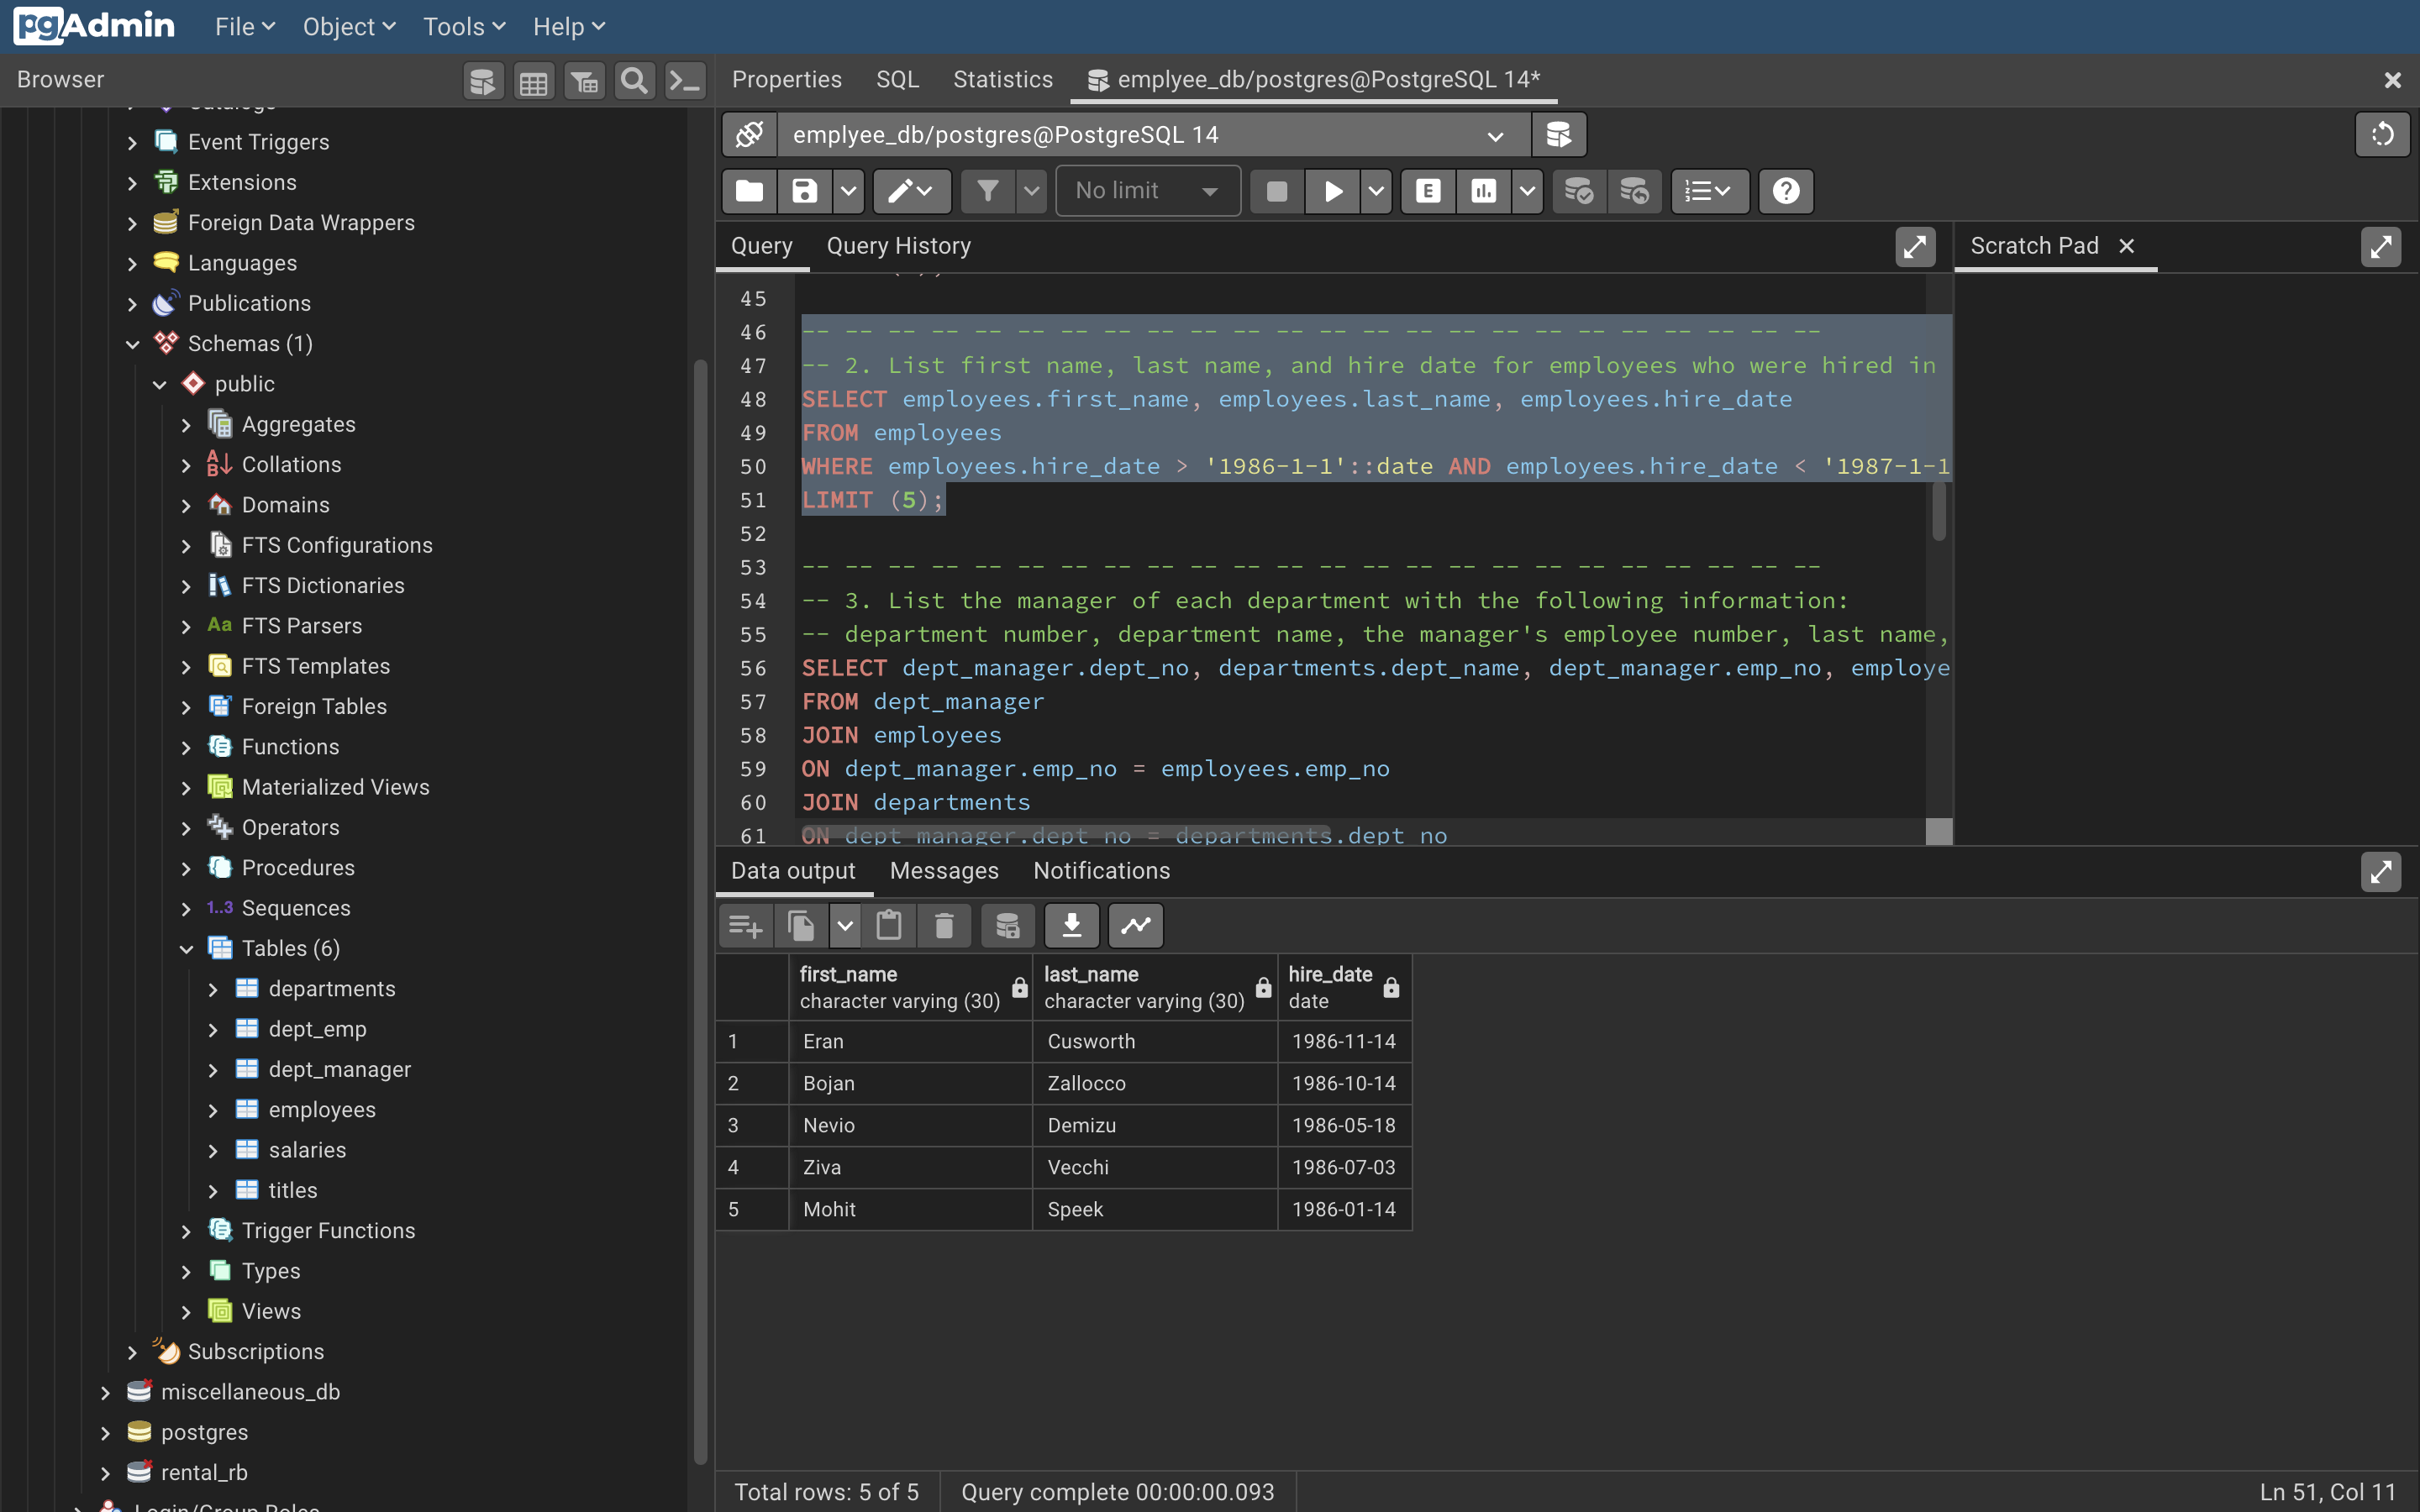 pgAdmin File Object Tools Help
Browser
Properties SQL Statistics emplyee_db/postgres@PostgreSQL 14*
emplyee_db/postgres@PostgreSQL 14
No limit
Query Query History
Scratch Pad
Catalogs
Event Triggers
Extensions
Foreign Data Wrappers
Languages
Publications
Schemas (1)
public
Aggregates
Collations
Domains
FTS Configurations
FTS Dictionaries
FTS Parsers
FTS Templates
Foreign Tables
Functions
Materialized Views
Operators
Procedures
1..3 Sequences
Tables (6)
departments
dept_emp
dept_manager
employees
salaries
titles
Trigger Functions
Types
Views
Subscriptions
miscellaneous_db
postgres
rental_rb
Login/Group Roles
45
46 -- -- -- -- -- -- -- -- -- -- -- -- -- -- -- -- -- -- -- -- -- -- -- --
47 -- 2. List first name, last name, and hire date for employees who were hired in
48 SELECT employees.first_name, employees.last_name, employees.hire_date
49 FROM employees
50 WHERE employees.hire_date > '1986-1-1'::date AND employees.hire_date < '1987-1-1
51 LIMIT (5);
52
53 -- -- -- -- -- -- -- -- -- -- -- -- -- -- -- -- -- -- -- -- -- -- -- --
54 -- 3. List the manager of each department with the following information:
55 -- department number, department name, the manager's employee number, last name,
56 SELECT dept_manager.dept_no, departments.dept_name, dept_manager.emp_no, employe
57 FROM dept_manager
58 JOIN employees
59 ON dept_manager.emp_no = employees.emp_no
60 JOIN departments
61 ON dept_manager.dept_no = departments.dept_no
Data output Messages Notifications
first_name last_name hire_date
character varying (30) character varying (30) date
1 Eran Cusworth 1986-11-14
2 Bojan Zallocco 1986-10-14
3 Nevio Demizu 1986-05-18
4 Ziva Vecchi 1986-07-03
5 Mohit Speek 1986-01-14
Total rows: 5 of 5 Query complete 00:00:00.093 Ln 51, Col 11